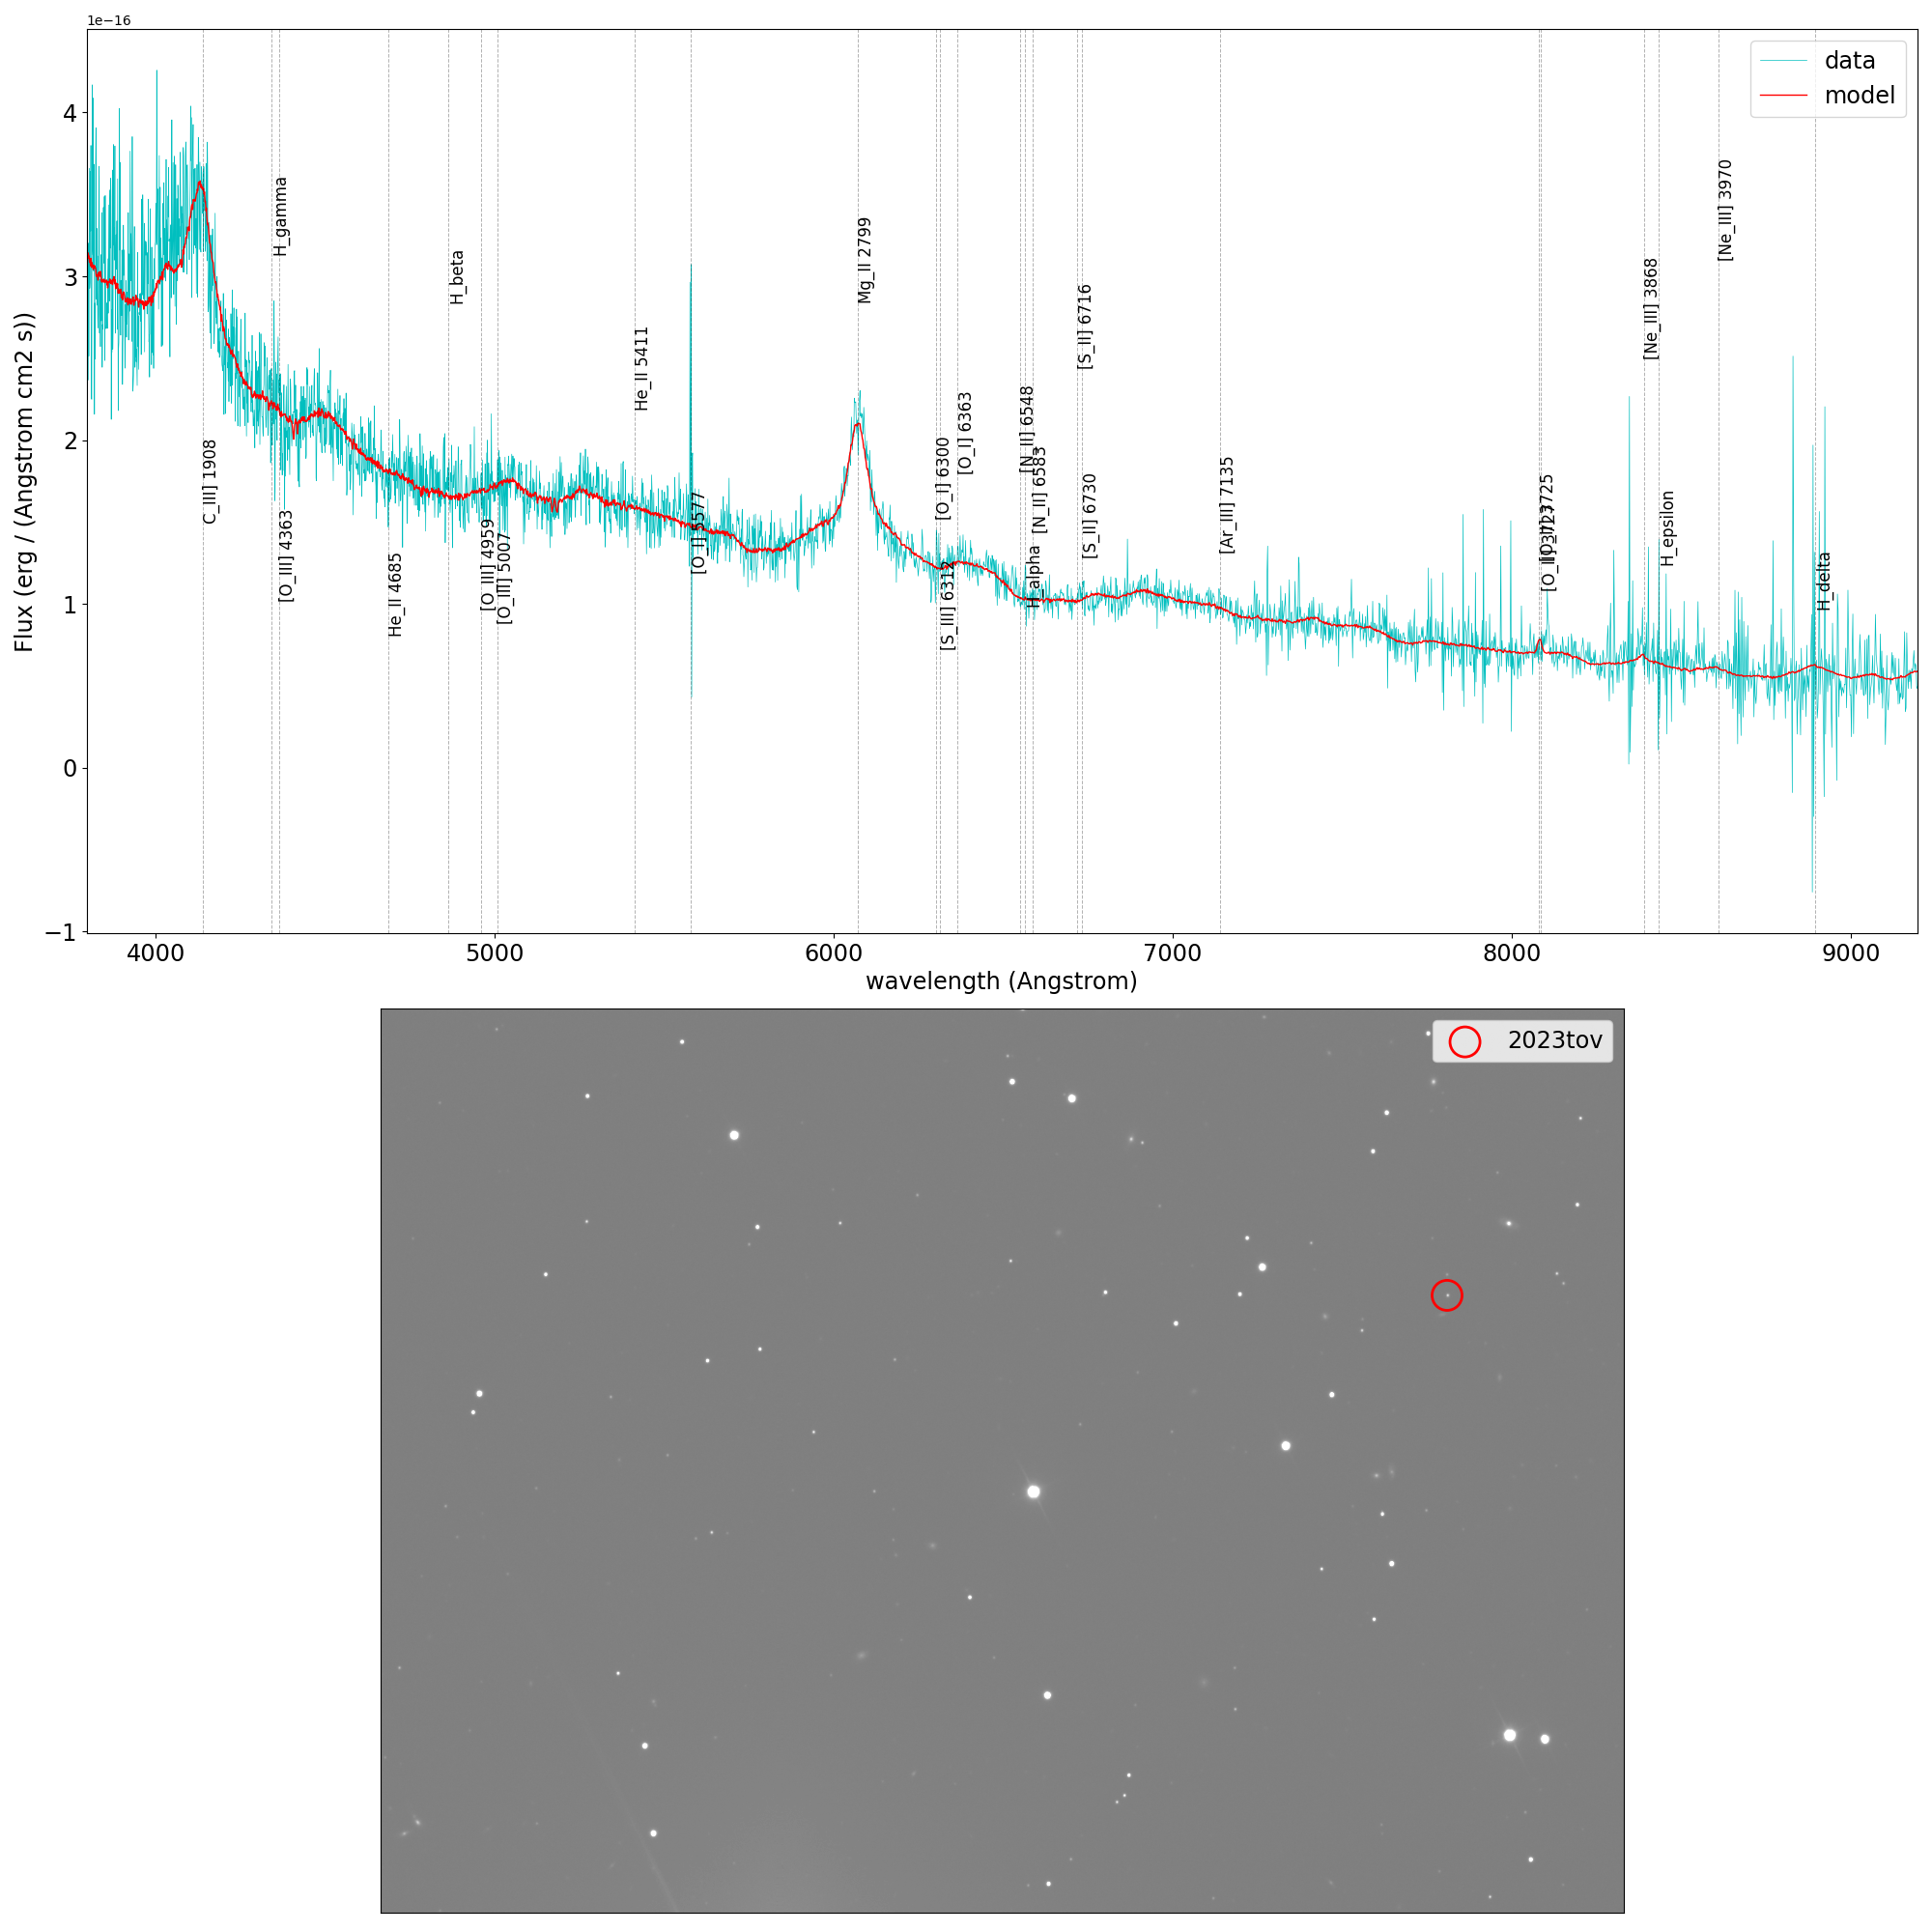 1e−16
Flux (erg / (Angstrom cm2 s))
4
3
2
1
0
−1
data
model
C_III] 1908
H_gamma
[O_III] 4363
He_II 4685
H_beta
[O_III] 4959
[O_III] 5007
He_II 5411
[O_I] 5577
Mg_II 2799
[O_I] 6300
[S_III] 6312
[O_I] 6363
[N_II] 6548
H_alpha
[N_II] 6583
[S_II] 6716
[S_II] 6730
[Ar_III] 7135
[O_II] 3725
[O_II] 3727
[Ne_III] 3868
H_epsilon
[Ne_III] 3970
H_delta
4000
5000
6000
7000
8000
9000
wavelength (Angstrom)
2023tov